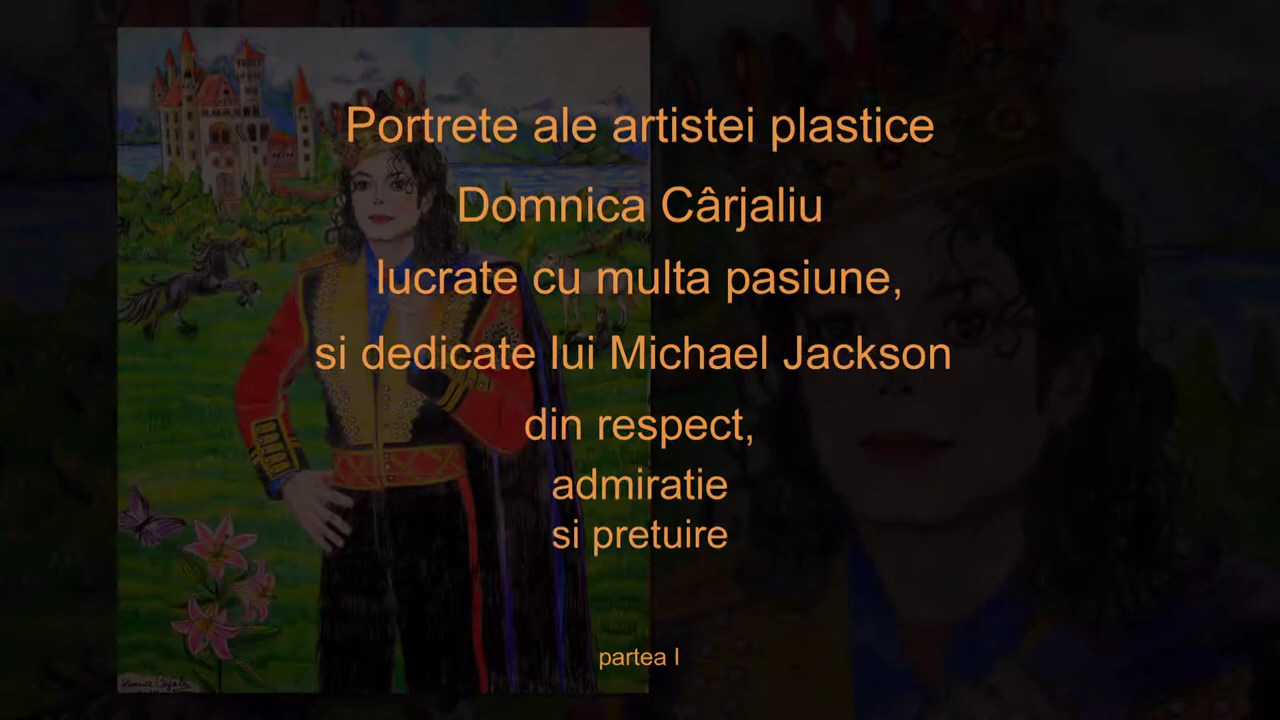 Portrete ale artistei plastice
Domnica Cârjaliu
lucrate cu multa pasiune,
si dedicate lui Michael Jackson
din respect,
admiratie
si pretuire
partea I